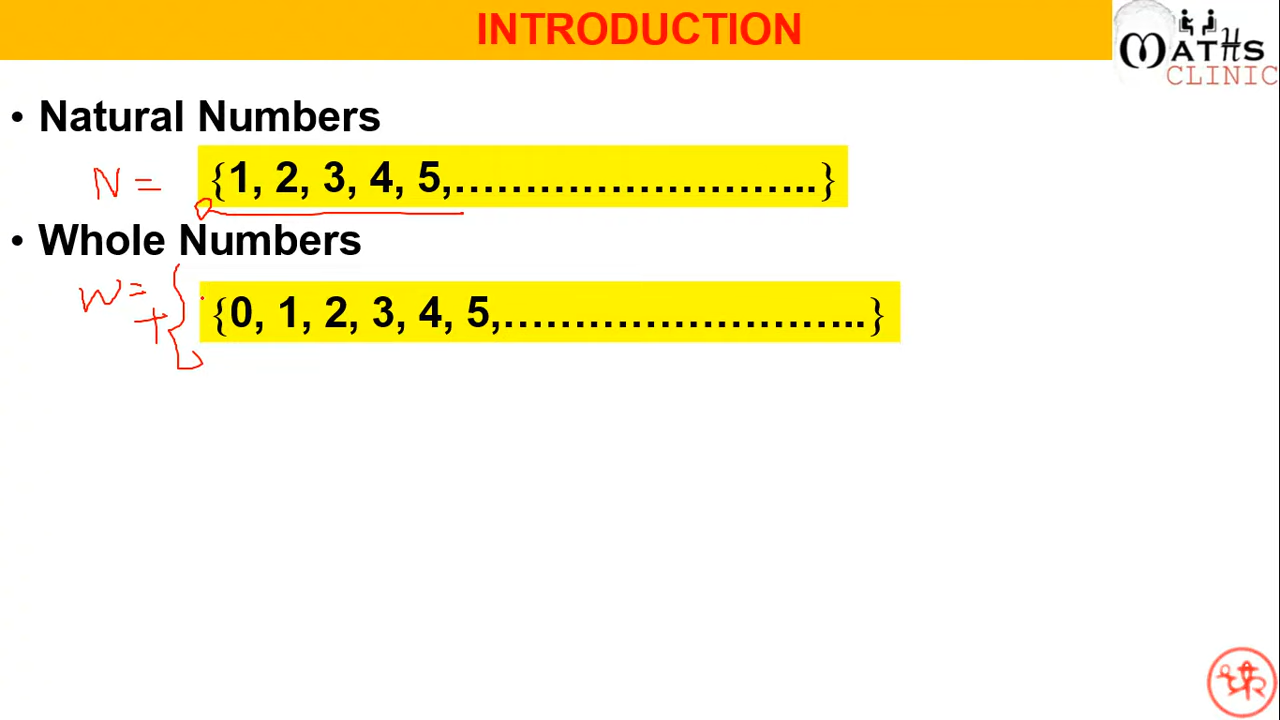 INTRODUCTION
MATHS
CLINIC
• Natural Numbers
N = {1, 2, 3, 4, 5,………………………………..}
• Whole Numbers
W = {0, 1, 2, 3, 4, 5,………………………………..}
+